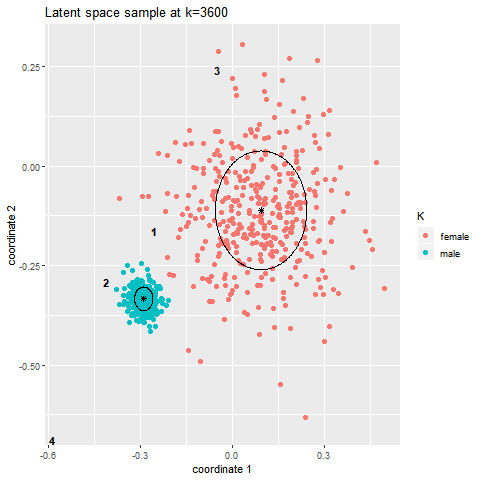 Latent space sample at k=3600
coordinate 2
0.25
0.00
-0.25
-0.50
3
1
2
4
-0.6
-0.3
0.0
0.3
coordinate 1
K
female
male